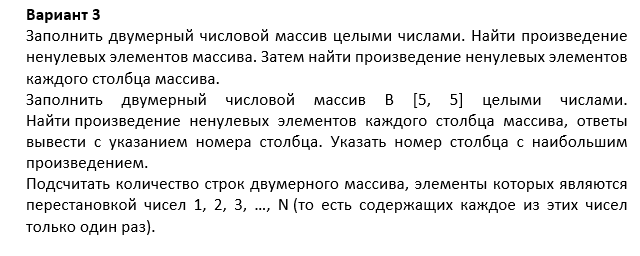 Вариант 3
Заполнить двумерный числовой массив целыми числами. Найти произведение
ненулевых элементов массива. Затем найти произведение ненулевых элементов
каждого столбца массива.
Заполнить двумерный числовой массив B [5, 5] целыми числами.
Найти произведение ненулевых элементов каждого столбца массива, ответы
вывести с указанием номера столбца. Указать номер столбца с наибольшим
произведением.
Подсчитать количество строк двумерного массива, элементы которых являются
перестановкой чисел 1, 2, 3, …, N (то есть содержащих каждое из этих чисел
только один раз).